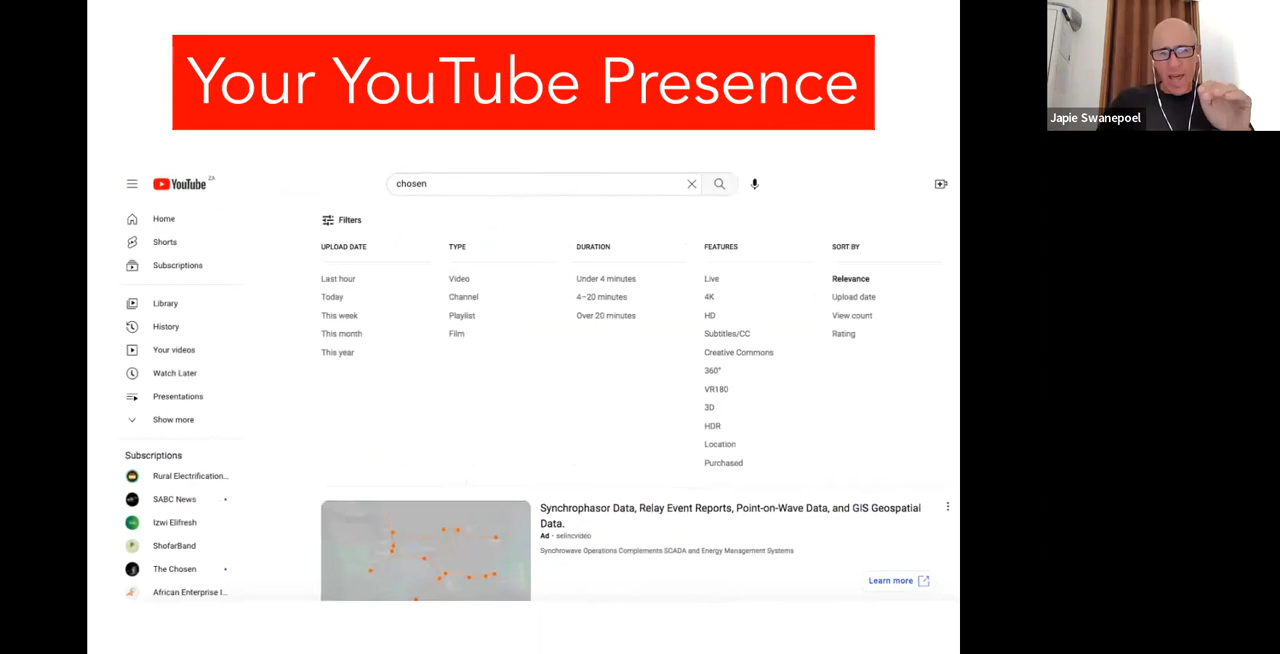 Your YouTube Presence
Japie Swanepoel
YouTube ZA
chosen
Home
Shorts
Subscriptions
Library
History
Your videos
Watch Later
Presentations
Show more
Subscriptions
Rural Electrification...
SABC News
Izwi Elifresh
ShofarBand
The Chosen
African Enterprise I...
Filters
UPLOAD DATE
Last hour
Today
This week
This month
This year
TYPE
Video
Channel
Playlist
Film
DURATION
Under 4 minutes
4–20 minutes
Over 20 minutes
FEATURES
Live
4K
HD
Subtitles/CC
Creative Commons
360°
VR180
3D
HDR
Location
Purchased
SORT BY
Relevance
Upload date
View count
Rating
Synchrophasor Data, Relay Event Reports, Point-on-Wave Data, and GIS Geospatial
Data.
Ad · selincvideo
Synchrowave Operations Complements SCADA and Energy Management Systems
Learn more